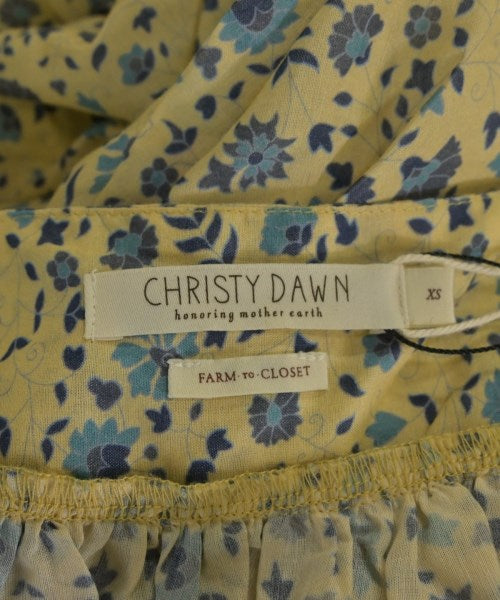 CHRISTY DAWN
honoring mother earth
XS
FARM TO CLOSET